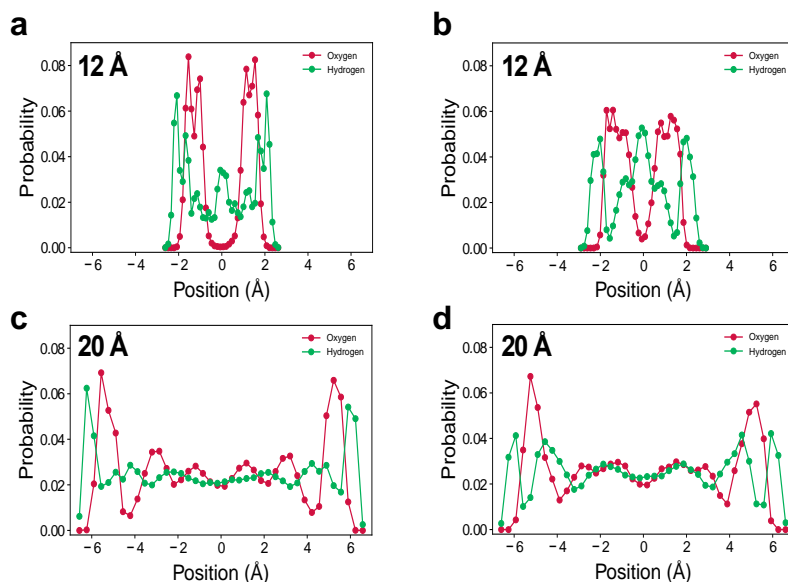 a
12 Å
Oxygen
Hydrogen
Probability
0.08
0.06
0.04
0.02
0.00
−6 −4 −2 0 2 4 6
Position (Å)
b
12 Å
Oxygen
Hydrogen
Probability
0.08
0.06
0.04
0.02
0.00
−6 −4 −2 0 2 4 6
Position (Å)
c
20 Å
Oxygen
Hydrogen
Probability
0.08
0.06
0.04
0.02
0.00
−6 −4 −2 0 2 4 6
Position (Å)
d
20 Å
Oxygen
Hydrogen
Probability
0.08
0.06
0.04
0.02
0.00
−6 −4 −2 0 2 4 6
Position (Å)